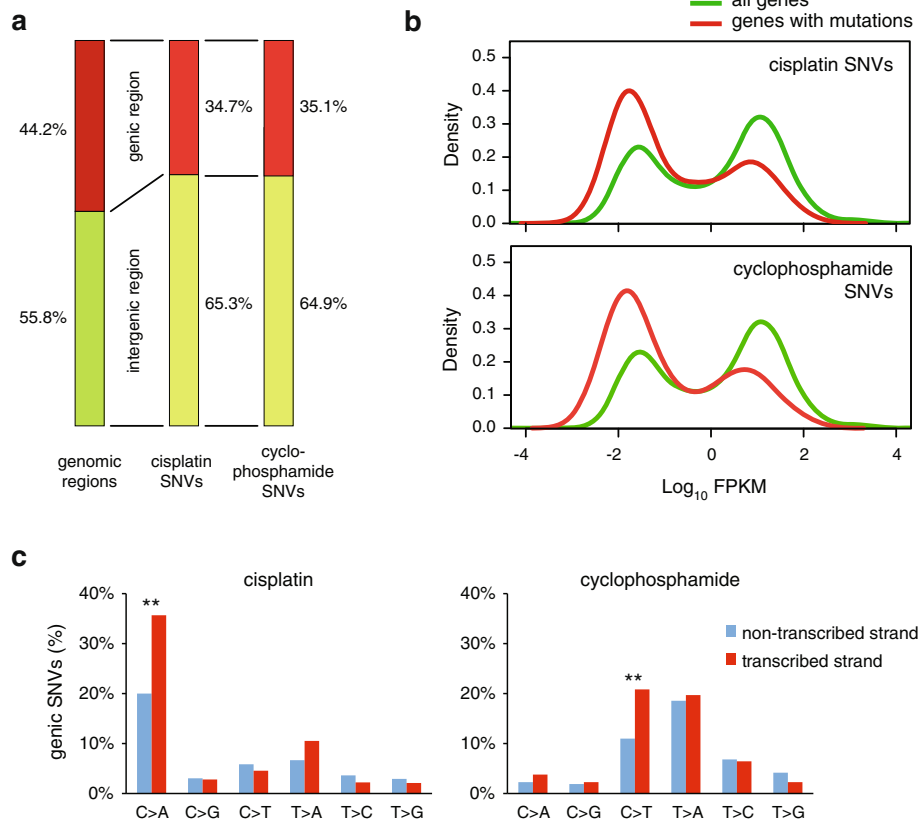 all genes
genes with mutations
a
44.2%
55.8%
genic region
intergenic region
34.7%
65.3%
35.1%
64.9%
genomic
regions
cisplatin
SNVs
cyclo-
phosphamide
SNVs
b
cisplatin SNVs
Density
0.5
0.4
0.3
0.2
0.1
0.0
cyclophosphamide
SNVs
Density
0.5
0.4
0.3
0.2
0.1
0.0
-4 -2 0 2 4
Log10 FPKM
c
cisplatin
genic SNVs (%)
40%
30%
20%
10%
0%
**
C>A C>G C>T T>A T>C T>G
cyclophosphamide
40%
30%
20%
10%
0%
**
non-transcribed strand
transcribed strand
C>A C>G C>T T>A T>C T>G